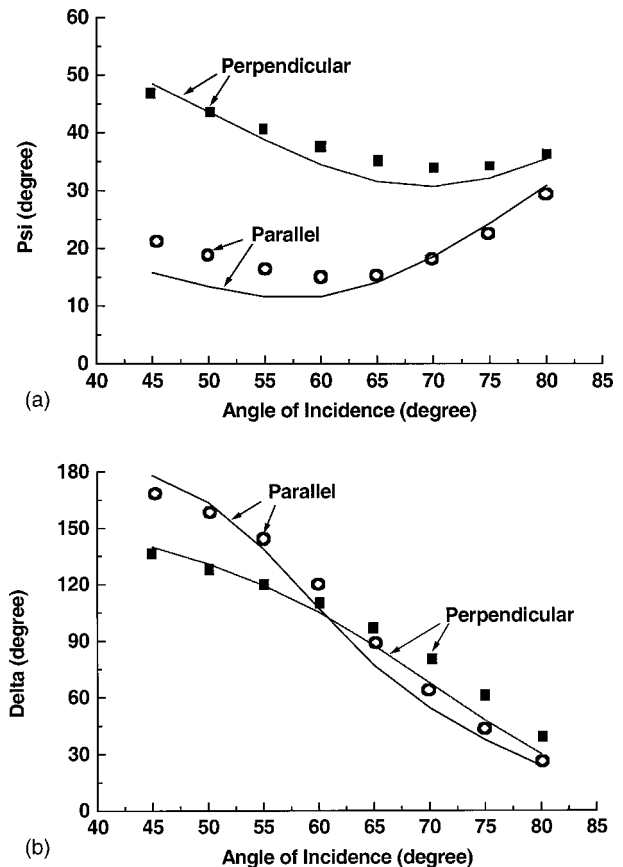 60
50
40
30
20
10
0
Psi (degree)
Perpendicular
Parallel
40 45 50 55 60 65 70 75 80 85
(a)
Angle of Incidence (degree)
180
150
120
90
60
30
0
Delta (degree)
Parallel
Perpendicular
40 45 50 55 60 65 70 75 80 85
(b)
Angle of Incidence (degree)